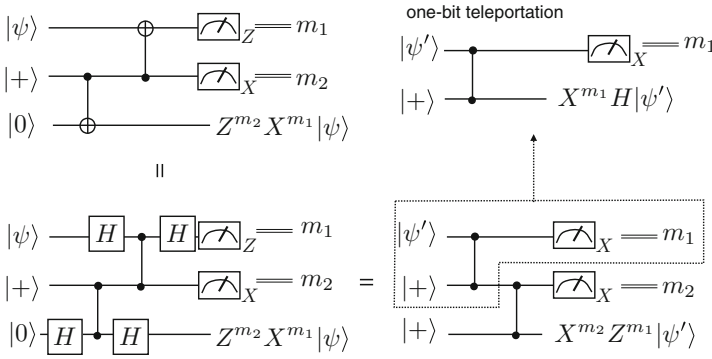 |ψ⟩ Z m₁
|+⟩ X m₂
|0⟩ Z^{m₂} X^{m₁}|ψ⟩
one-bit teleportation
|ψ′⟩ X m₁
|+⟩ X^{m₁} H|ψ′⟩
=
|ψ⟩ H H Z m₁
|+⟩ X m₂
|0⟩ H H Z^{m₂} X^{m₁}|ψ⟩
=
|ψ′⟩ X m₁
|+⟩ X m₂
|+⟩ X^{m₂} Z^{m₁}|ψ′⟩